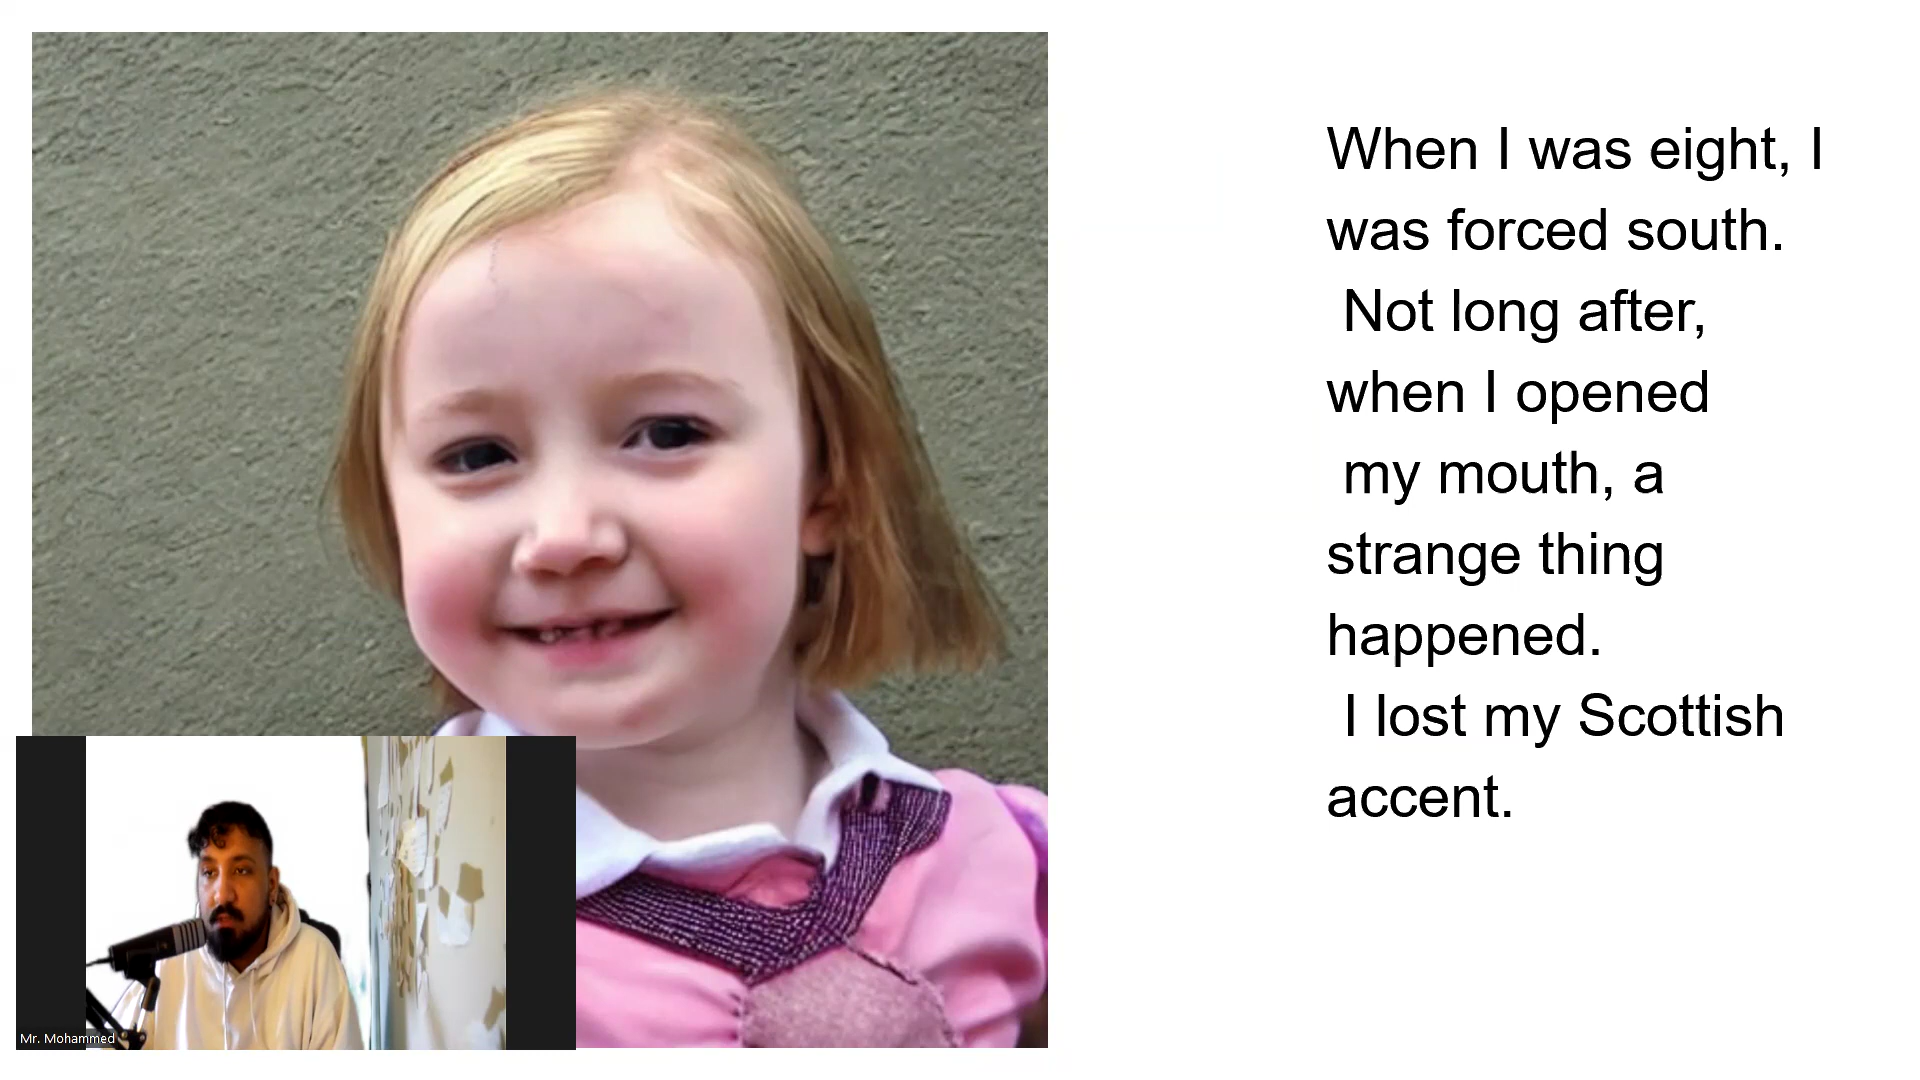 When I was eight, I
was forced south.
Not long after,
when I opened
my mouth, a
strange thing
happened.
I lost my Scottish
accent.
Mr. Mohammed